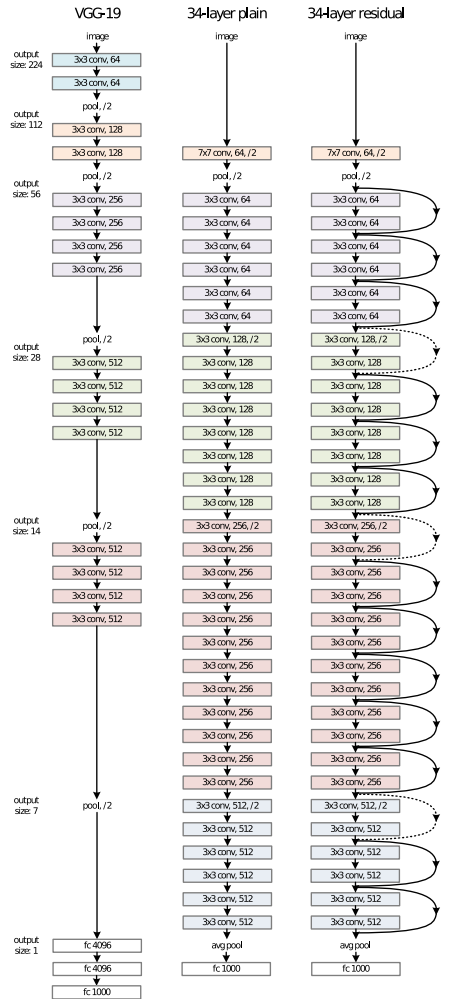 VGG-19
image
output
size: 224
3x3 conv, 64
3x3 conv, 64
pool, /2
output
size: 112
3x3 conv, 128
3x3 conv, 128
pool, /2
output
size: 56
3x3 conv, 256
3x3 conv, 256
3x3 conv, 256
3x3 conv, 256
pool, /2
output
size: 28
3x3 conv, 512
3x3 conv, 512
3x3 conv, 512
3x3 conv, 512
pool, /2
output
size: 14
3x3 conv, 512
3x3 conv, 512
3x3 conv, 512
3x3 conv, 512
pool, /2
output
size: 7
output
size: 1
fc 4096
fc 4096
fc 1000
34-layer plain
image
7x7 conv, 64, /2
pool, /2
3x3 conv, 64
3x3 conv, 64
3x3 conv, 64
3x3 conv, 64
3x3 conv, 64
3x3 conv, 64
3x3 conv, 128, /2
3x3 conv, 128
3x3 conv, 128
3x3 conv, 128
3x3 conv, 128
3x3 conv, 128
3x3 conv, 128
3x3 conv, 128
3x3 conv, 256, /2
3x3 conv, 256
3x3 conv, 256
3x3 conv, 256
3x3 conv, 256
3x3 conv, 256
3x3 conv, 256
3x3 conv, 256
3x3 conv, 256
3x3 conv, 256
3x3 conv, 256
3x3 conv, 256
3x3 conv, 512, /2
3x3 conv, 512
3x3 conv, 512
3x3 conv, 512
3x3 conv, 512
3x3 conv, 512
avg pool
fc 1000
34-layer residual
image
7x7 conv, 64, /2
pool, /2
3x3 conv, 64
3x3 conv, 64
3x3 conv, 64
3x3 conv, 64
3x3 conv, 64
3x3 conv, 64
3x3 conv, 128, /2
3x3 conv, 128
3x3 conv, 128
3x3 conv, 128
3x3 conv, 128
3x3 conv, 128
3x3 conv, 128
3x3 conv, 128
3x3 conv, 256, /2
3x3 conv, 256
3x3 conv, 256
3x3 conv, 256
3x3 conv, 256
3x3 conv, 256
3x3 conv, 256
3x3 conv, 256
3x3 conv, 256
3x3 conv, 256
3x3 conv, 256
3x3 conv, 256
3x3 conv, 512, /2
3x3 conv, 512
3x3 conv, 512
3x3 conv, 512
3x3 conv, 512
3x3 conv, 512
avg pool
fc 1000